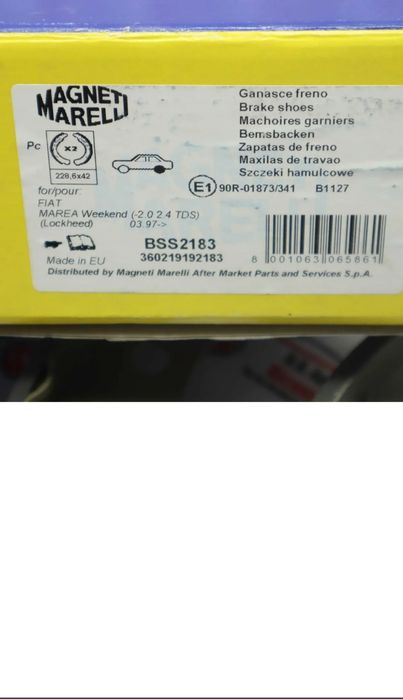 MAGNETI
MARELLI
Ganasce freno
Brake shoes
Machoires garniers
Bemsbacken
Zapatas de freno
Maxilas de travao
Szczeki hamulcowe
Pc
x2
228,6x42
E1 90R-01873/341 B1127
for/pour:
FIAT
MAREA Weekend (-2.0 2.4 TDS)
(Lockheed) 03.97->
BSS2183
360219192183
Made in EU
8 001063 065861
Distributed by Magneti Marelli After Market Parts and Services S.p.A.